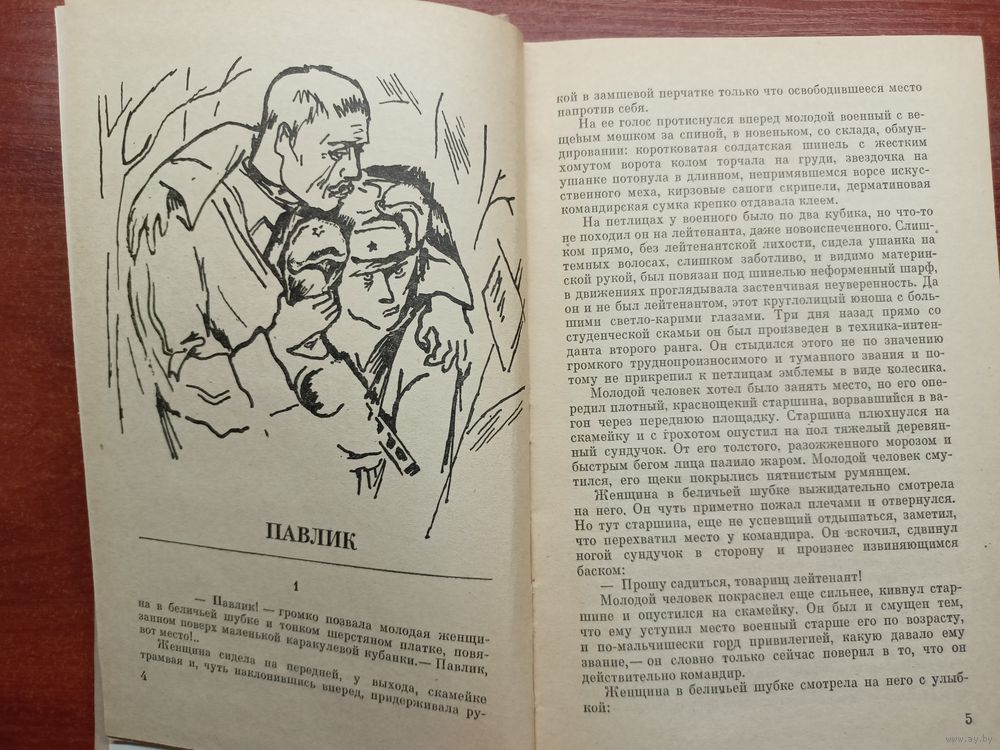 ПАВЛИК
1
— Павлик! — громко позвала молодая женщи-
на в беличьей шубке и тонком шерстяном платке, повя-
занном поверх маленькой каракулевой кубанки.— Павлик,
вот место!..
Женщина сидела на передней, у выхода, скамейке
трамвая и, чуть наклонившись вперед, придерживала ру-
4
кой в замшевой перчатке только что освободившееся место
напротив себя.
На ее голос протиснулся вперед молодой военный с ве-
щевым мешком за спиной, в новеньком, со склада, обмун-
дировании: коротковатая солдатская шинель с жестким
хомутом ворота колом торчала на груди, звездочка на
ушанке потонула в длинном, непримявшемся ворсе искус-
ственного меха, кирзовые сапоги скрипели, дерматиновая
командирская сумка крепко отдавала клеем.
На петлицах у военного было по два кубика, но что-то
не походил он на лейтенанта, даже новоиспеченного. Слиш-
ком прямо, без лейтенантской лихости, сидела ушанка на
темных волосах, слишком заботливо, и видимо материн-
ской рукой, был повязан под шинелью неформенный шарф,
в движениях проглядывала застенчивая неуверенность. Да
он и не был лейтенантом, этот круглолицый юноша с боль-
шими светло-карими глазами. Три дня назад прямо со
студенческой скамьи он был произведен в техника-интен-
данта второго ранга. Он стыдился этого не по значению
громкого труднопроизносимого и туманного звания и по-
тому не прикрепил к петлицам эмблемы в виде колесика.
Молодой человек хотел было занять место, но его опе-
редил плотный, краснощекий старшина, ворвавшийся в ва-
гон через переднюю площадку. Старшина плюхнулся на
скамейку и с грохотом опустил на пол тяжелый деревян-
ный сундучок. От его толстого, разожженного морозом и
быстрым бегом лица палило жаром. Молодой человек сму-
тился, его щеки покрылись пятнистым румянцем.
Женщина в беличьей шубке выжидательно смотрела
на него. Он чуть приметно пожал плечами и отвернулся.
Но тут старшина, еще не успевший отдышаться, заметил,
что перехватил место у командира. Он вскочил, сдвинул
ногой сундучок в сторону и произнес извиняющимся
баском:
— Прошу садиться, товарищ лейтенант!
Молодой человек покраснел еще сильнее, кивнул стар-
шине и опустился на скамейку. Он был и смущен тем,
что ему уступил место военный старше его по возрасту,
и по-мальчишески горд привилегией, какую давало ему
звание,— он словно только сейчас поверил в то, что он
действительно командир.
Женщина в беличьей шубке смотрела на него с улыб-
кой:
5
www.ay.by